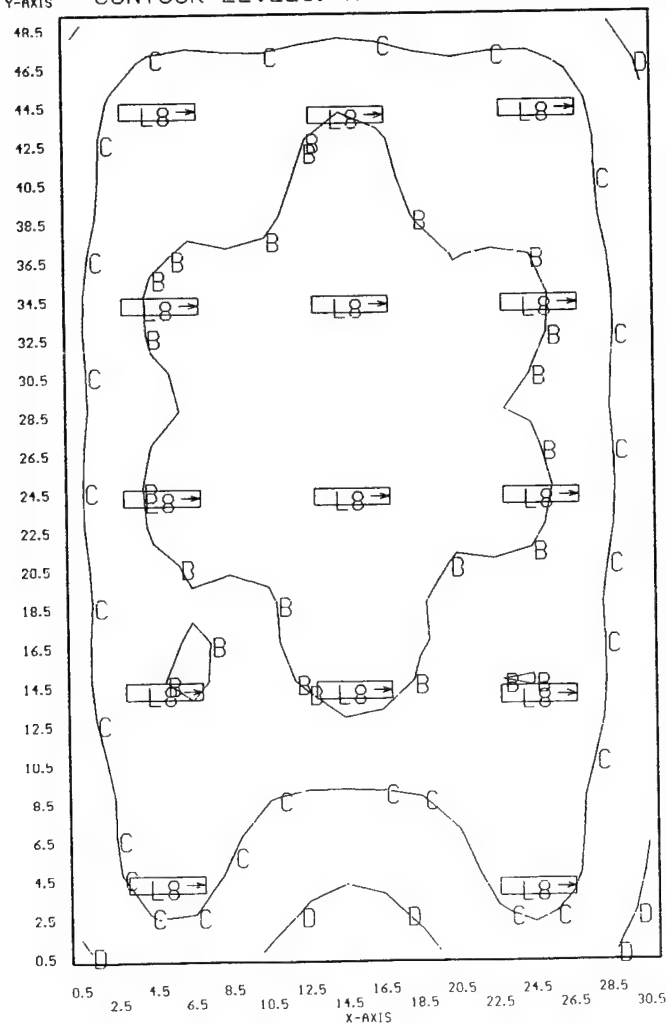 Y-AXIS CONTOUR LEVELS:
48.5
C C C D
46.5
44.5 L8 L8 L8
42.5 C B B
40.5 C
38.5 B B
36.5 C B B B
34.5 L8 L8 L8
32.5 B B C
30.5 C B
28.5
26.5 B C
24.5 C B L8 L8 L8
22.5 B
20.5 B B C
18.5 C B
16.5 B C
14.5 B L8 B B L8 B B B L8
12.5 C
10.5 C
8.5 C C C
6.5 C C
4.5 C L8 L8
2.5 C C D D C C D
0.5 D D
0.5 4.5 8.5 12.5 16.5 20.5 24.5 28.5
2.5 6.5 10.5 14.5 18.5 22.5 26.5 30.5
X-AXIS